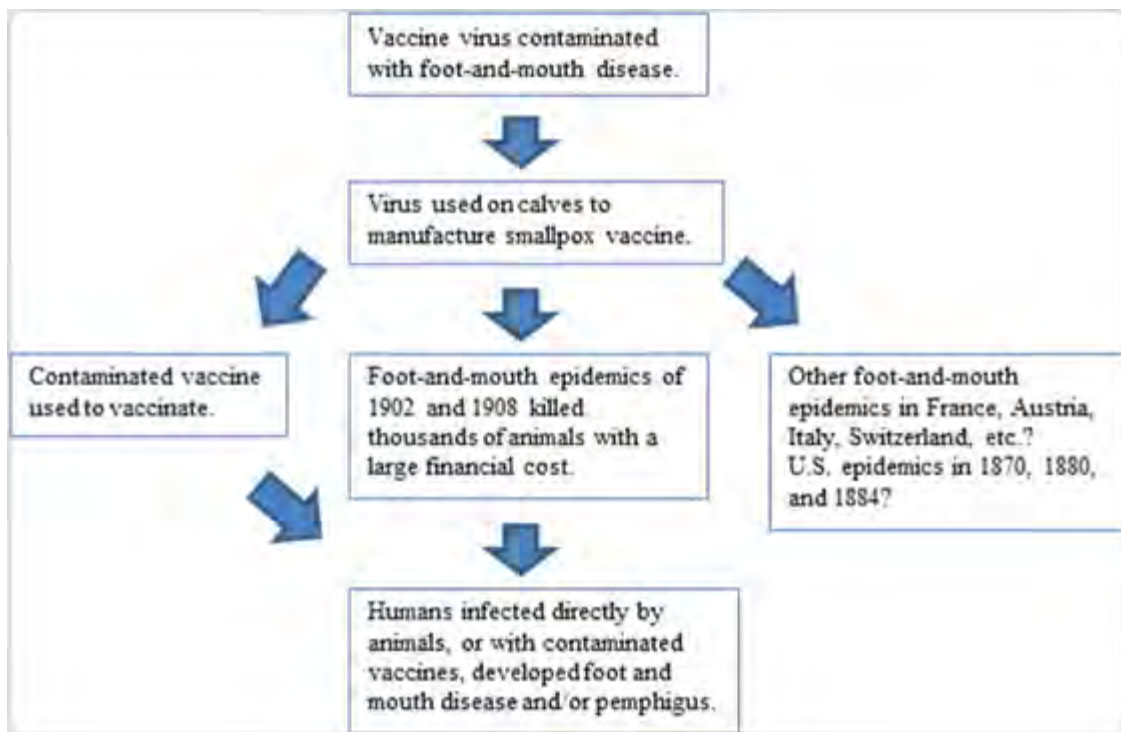 Vaccine virus contaminated
with foot-and-mouth disease.
Virus used on calves to
manufacture smallpox vaccine.
Contaminated vaccine
used to vaccinate.
Foot-and-mouth epidemics of
1902 and 1908 killed
thousands of animals with a
large financial cost.
Other foot-and-mouth
epidemics in France, Austria,
Italy, Switzerland, etc.?
U.S. epidemics in 1870, 1880,
and 1884?
Humans infected directly by
animals, or with contaminated
vaccines, developed foot and
mouth disease and/or pemphigus.